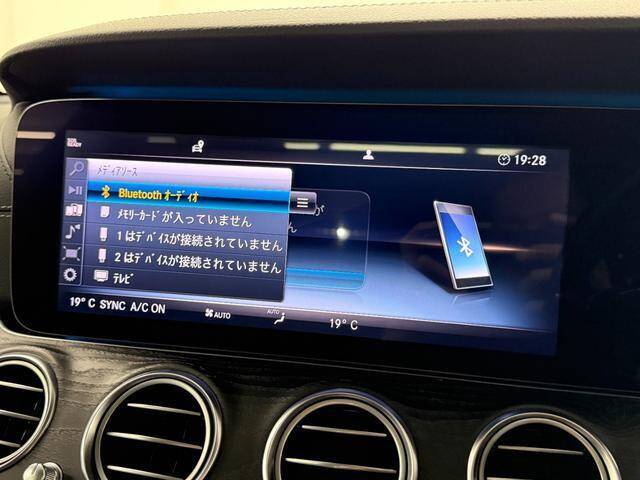 SOS
READY
19:28
ﾒﾃﾞｨｱｿｰｽ
Bluetooth ｵｰﾃﾞｨｵ
ﾒﾓﾘｰｶｰﾄﾞが入っていません
が
1 はﾃﾞﾊﾞｲｽが接続されていません
2 はﾃﾞﾊﾞｲｽが接続されていません
ﾃﾚﾋﾞ
19° C SYNC A/C ON
AUTO
AUTO
19° C